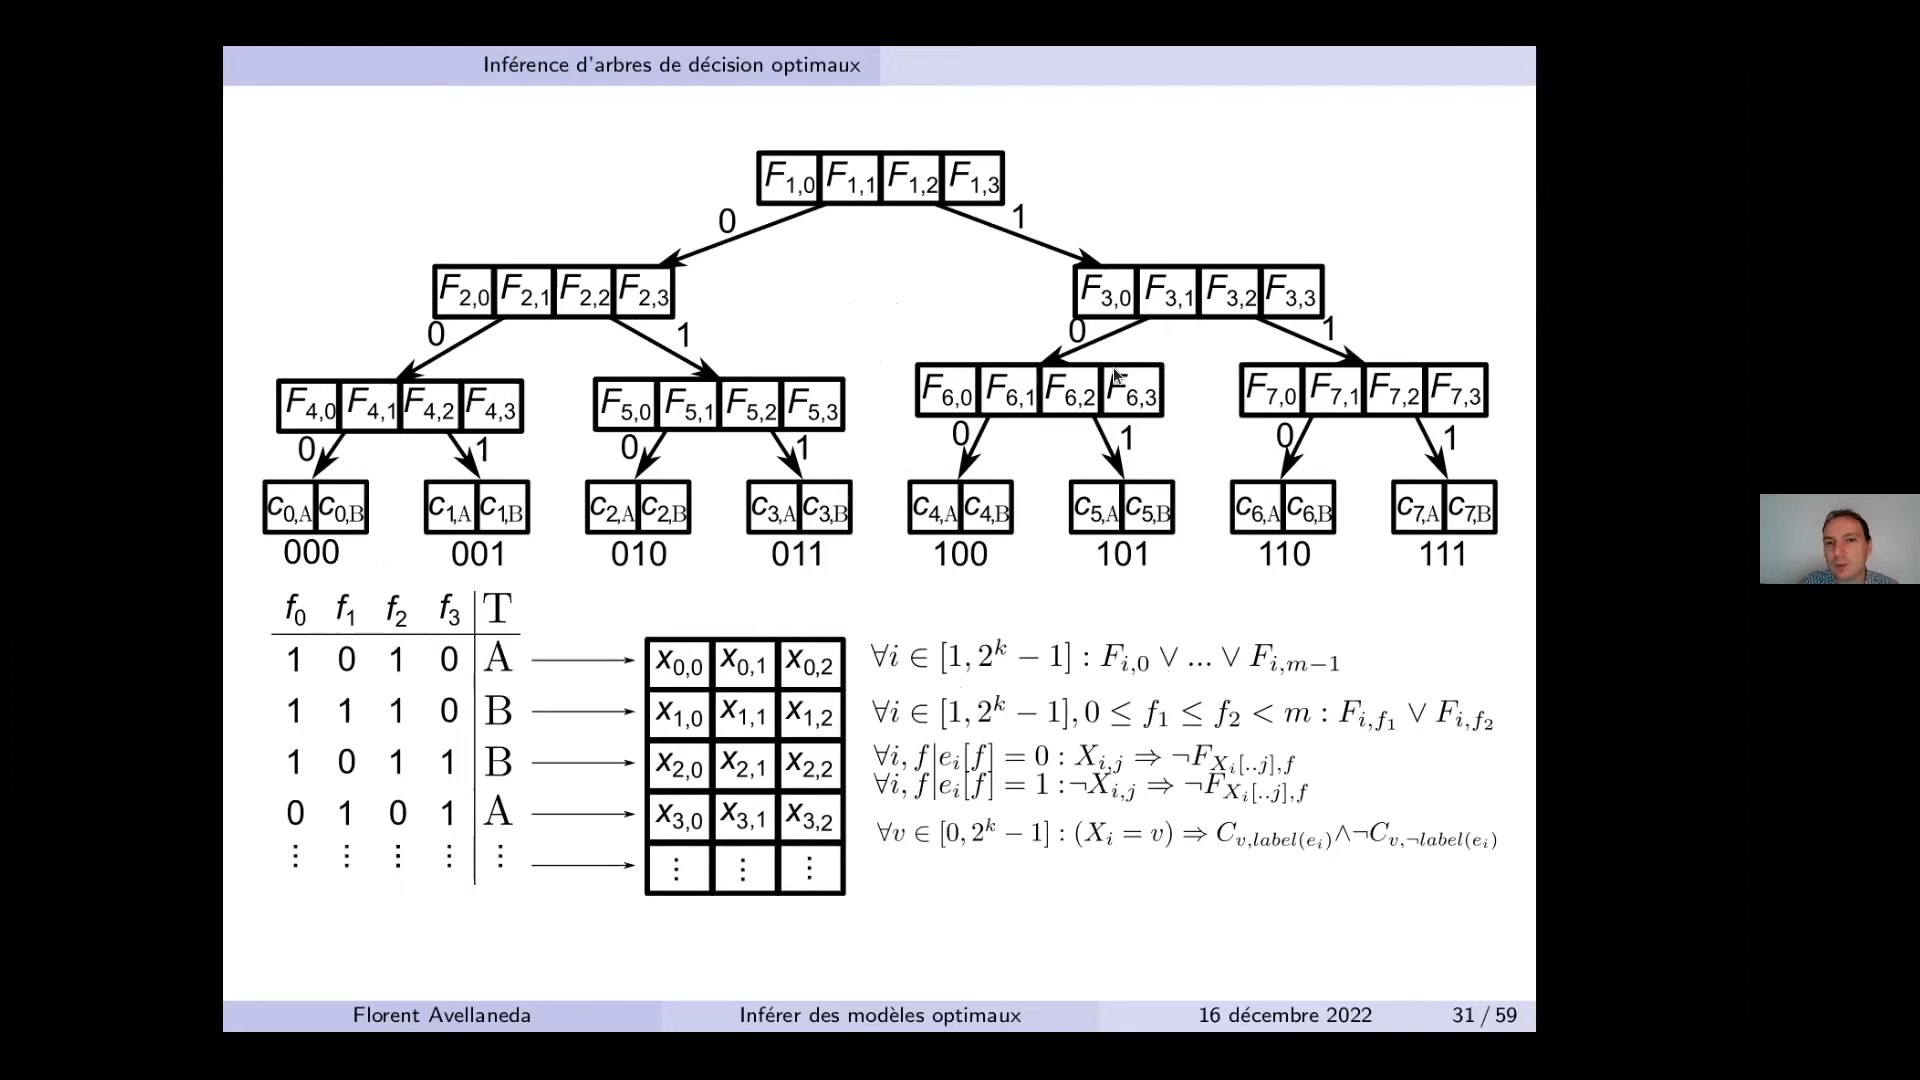 Inférence d'arbres de décision optimaux
F1,0 F1,1 F1,2 F1,3
0 1
F2,0 F2,1 F2,2 F2,3 F3,0 F3,1 F3,2 F3,3
0 1 0 1
F4,0 F4,1 F4,2 F4,3 F5,0 F5,1 F5,2 F5,3 F6,0 F6,1 F6,2 F6,3 F7,0 F7,1 F7,2 F7,3
0 1 0 1 0 1 0 1
c0,A c0,B c1,A c1,B c2,A c2,B c3,A c3,B c4,A c4,B c5,A c5,B c6,A c6,B c7,A c7,B
000 001 010 011 100 101 110 111
f0 f1 f2 f3 T
1 0 1 0 A x0,0 x0,1 x0,2 ∀i ∈ [1, 2^k − 1] : F_{i,0} ∨ ... ∨ F_{i,m−1}
1 1 1 0 B x1,0 x1,1 x1,2 ∀i ∈ [1, 2^k − 1], 0 ≤ f1 ≤ f2 < m : F_{i,f1} ∨ F_{i,f2}
1 0 1 1 B x2,0 x2,1 x2,2 ∀i, f|e_i[f] = 0 : X_{i,j} ⇒ ¬F_{X_i[..j],f}
∀i, f|e_i[f] = 1 : ¬X_{i,j} ⇒ ¬F_{X_i[..j],f}
0 1 0 1 A x3,0 x3,1 x3,2 ∀v ∈ [0, 2^k − 1] : (X_i = v) ⇒ C_{v,label(e_i)} ∧ ¬C_{v,¬label(e_i)}
⋮ ⋮ ⋮ ⋮ ⋮ ⋮ ⋮ ⋮
Florent Avellaneda Inférer des modèles optimaux 16 décembre 2022 31 / 59